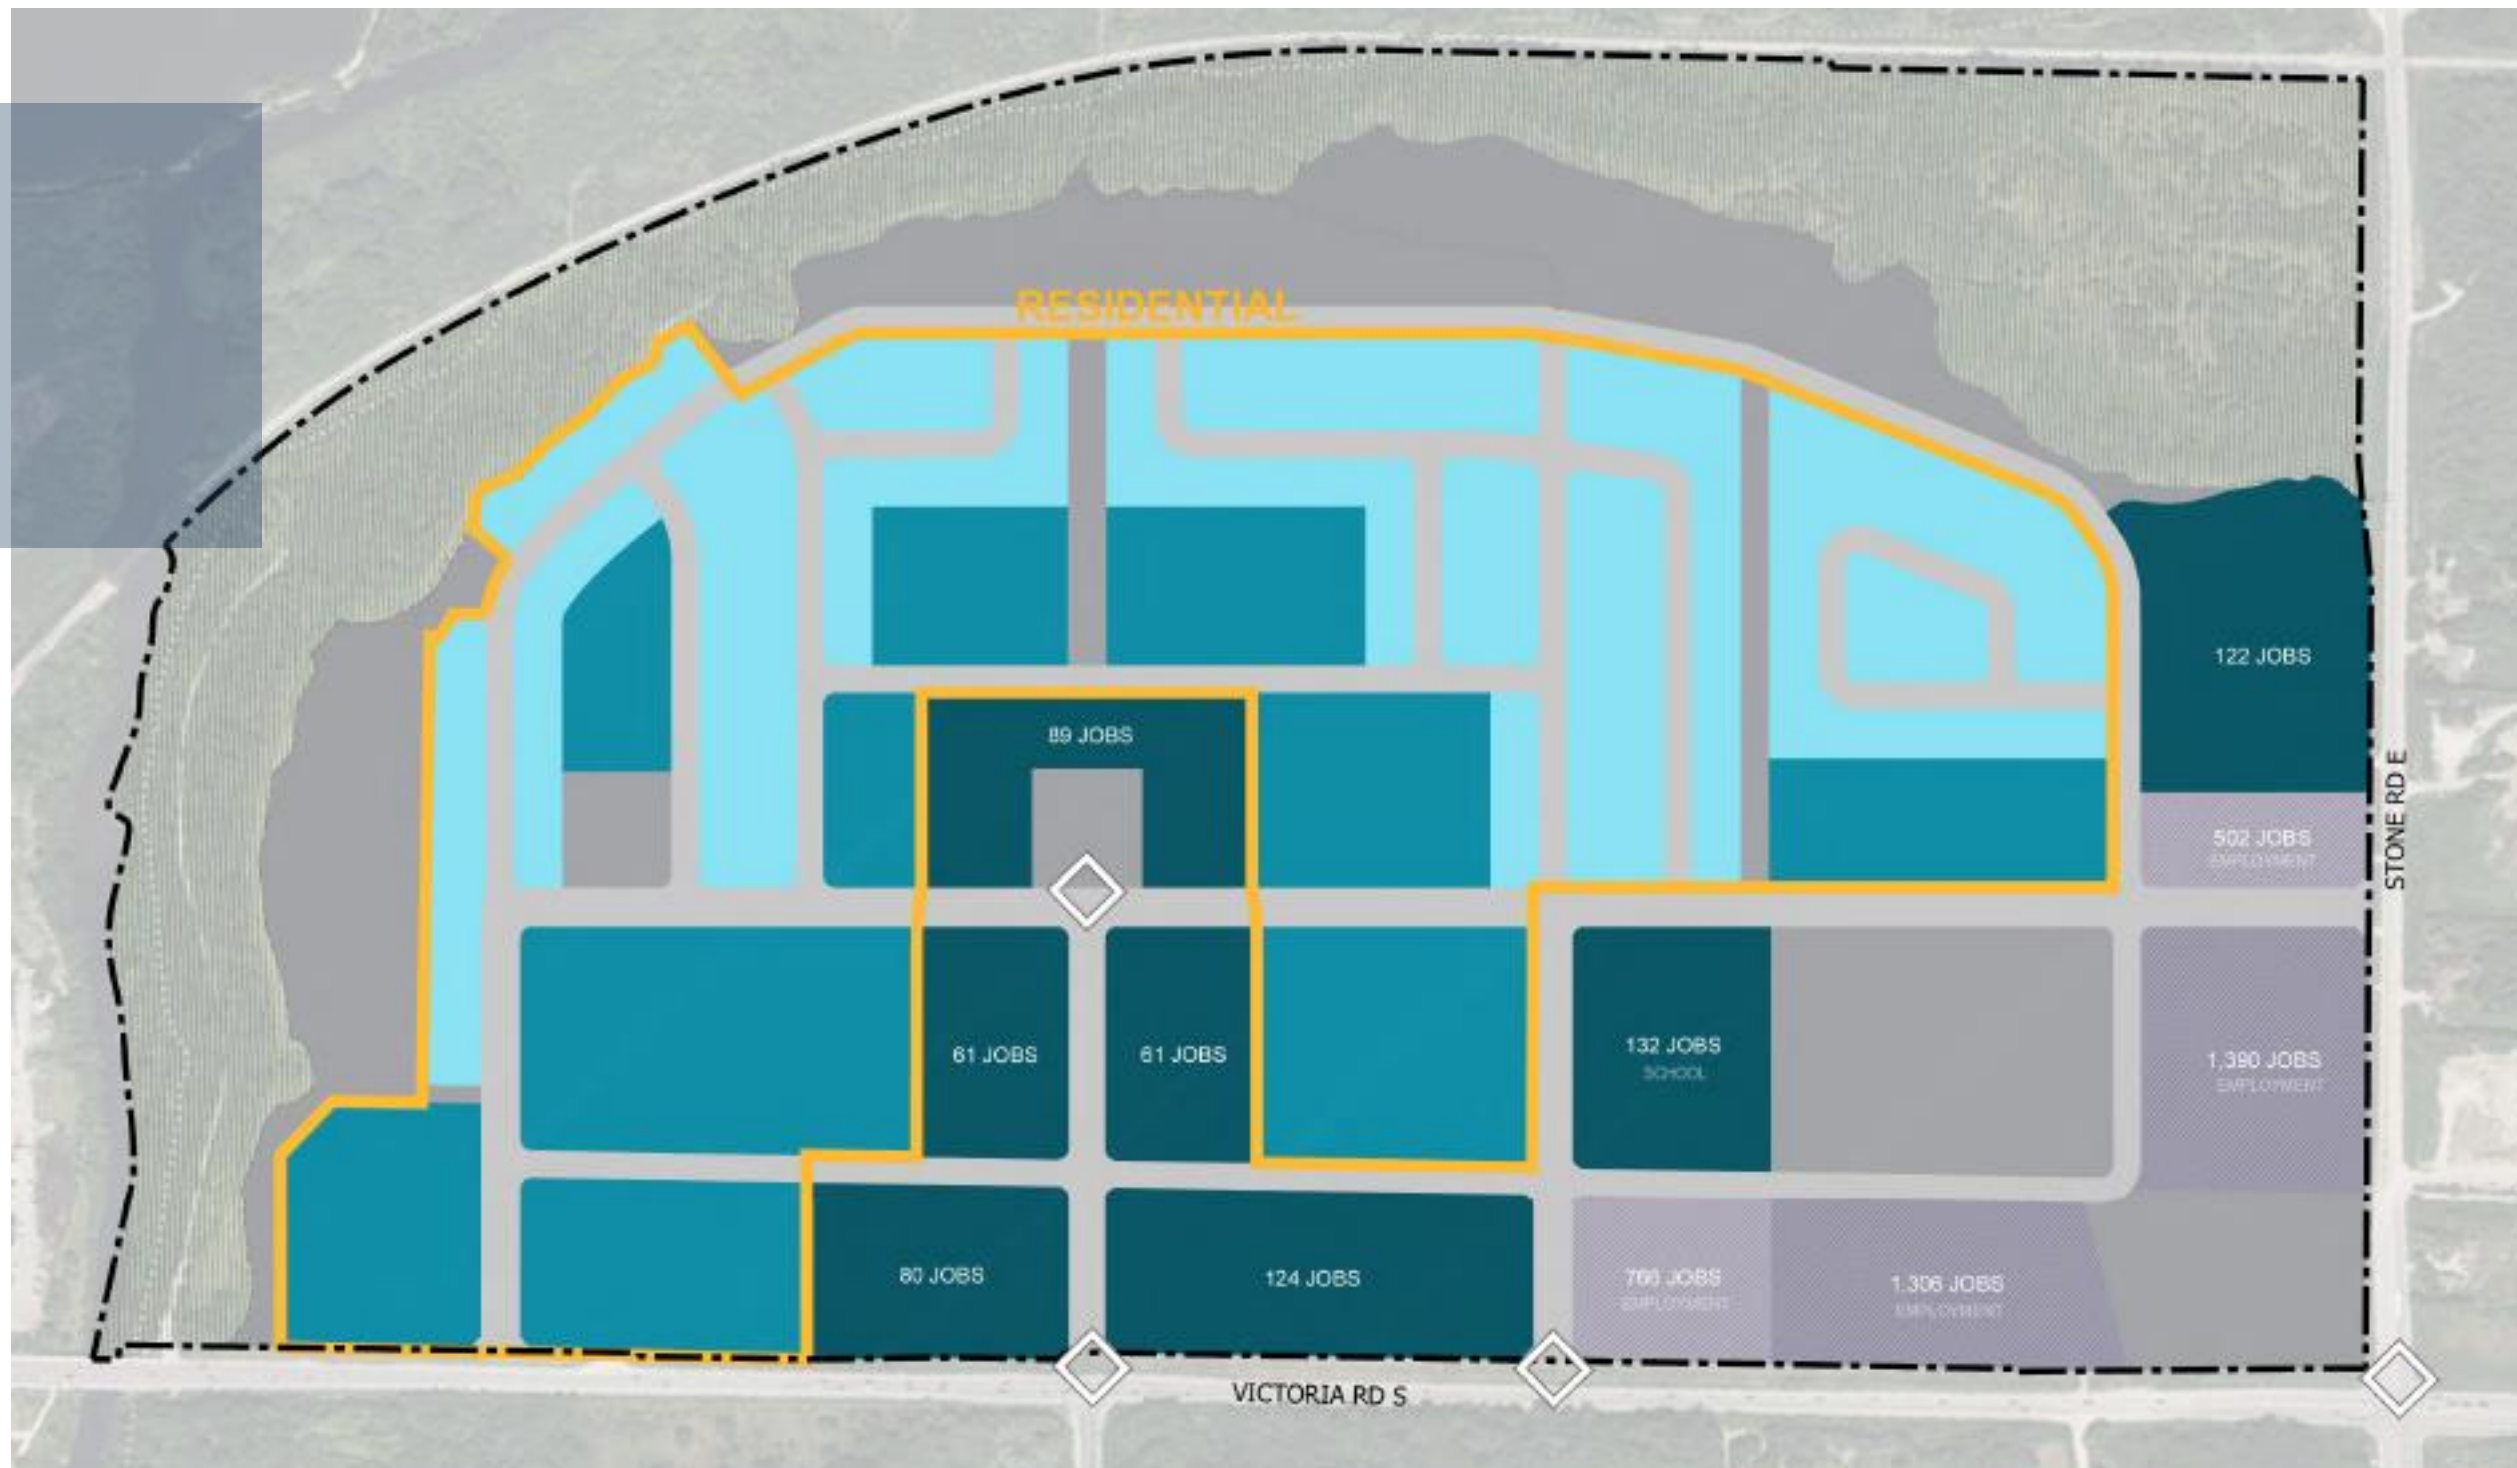 RESIDENTIAL
122 JOBS
89 JOBS
502 JOBS
EMPLOYMENT
STONE RD E
61 JOBS
61 JOBS
132 JOBS
SCHOOL
1,390 JOBS
EMPLOYMENT
80 JOBS
124 JOBS
766 JOBS
EMPLOYMENT
1,306 JOBS
EMPLOYMENT
VICTORIA RD S